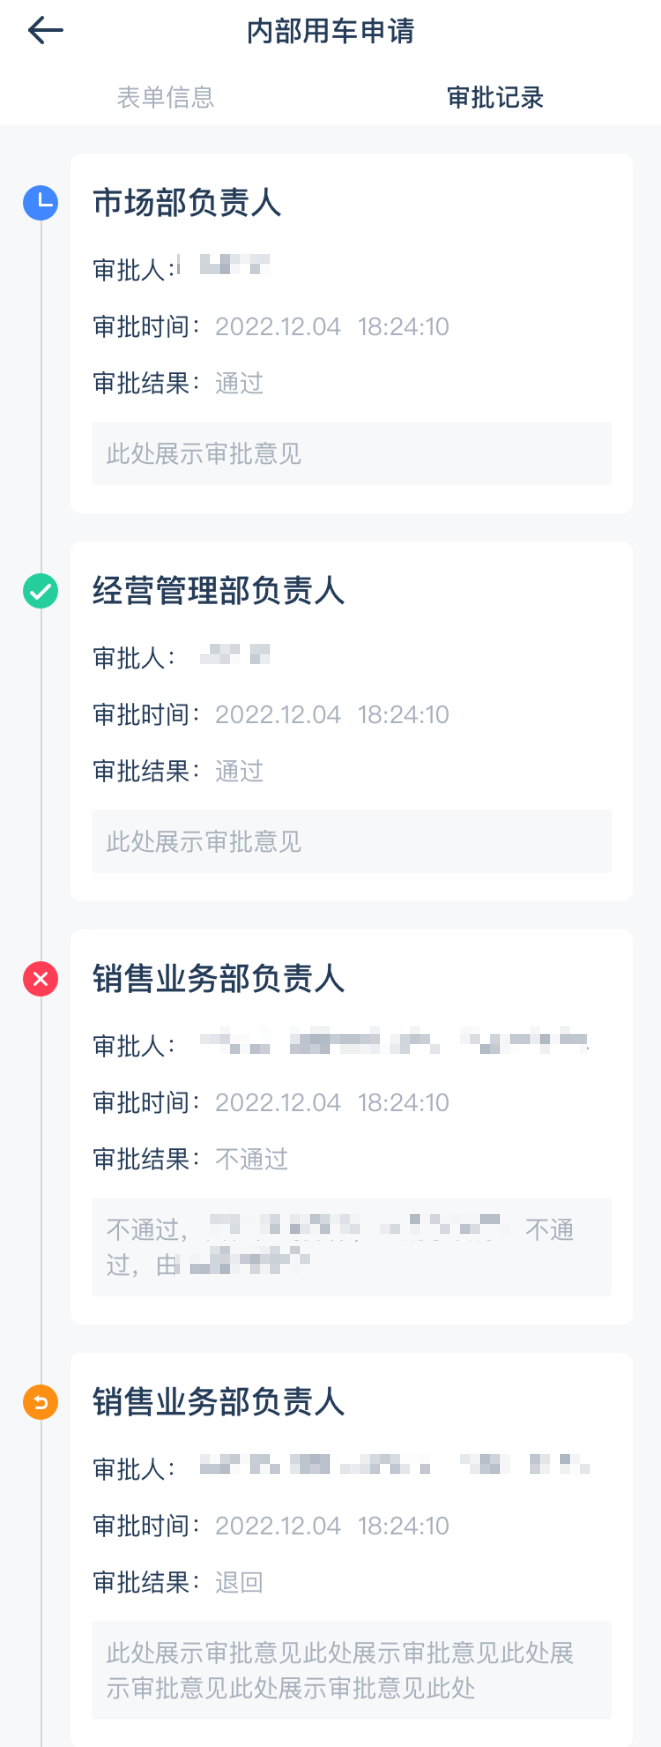 内部用车申请
表单信息
审批记录
市场部负责人
审批人：
审批时间： 2022.12.04 18:24:10
审批结果： 通过
此处展示审批意见
经营管理部负责人
审批人：
审批时间： 2022.12.04 18:24:10
审批结果： 通过
此处展示审批意见
销售业务部负责人
审批人：
审批时间： 2022.12.04 18:24:10
审批结果： 不通过
不通过， 不通
过，由
销售业务部负责人
审批人：
审批时间： 2022.12.04 18:24:10
审批结果： 退回
此处展示审批意见此处展示审批意见此处展
示审批意见此处展示审批意见此处